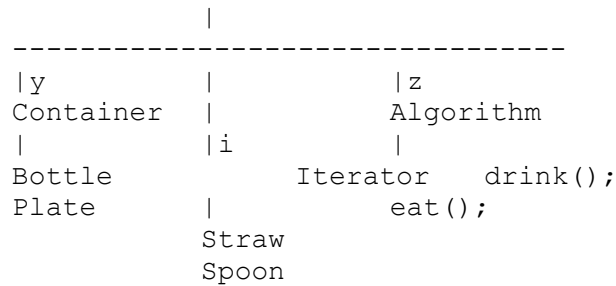 |
---------------------------------
|y | |z
Container | Algorithm
| |i |
Bottle Iterator drink();
Plate | eat();
Straw
Spoon